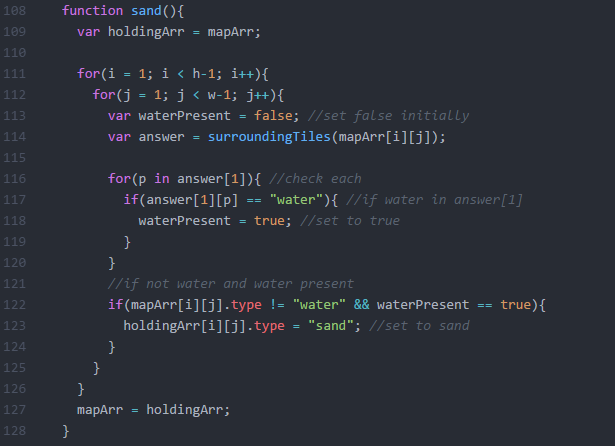 108 function sand(){
109 var holdingArr = mapArr;
110
111 for(i = 1; i < h-1; i++){
112 for(j = 1; j < w-1; j++){
113 var waterPresent = false; //set false initially
114 var answer = surroundingTiles(mapArr[i][j]);
115
116 for(p in answer[1]){ //check each
117 if(answer[1][p] == "water"){ //if water in answer[1]
118 waterPresent = true; //set to true
119 }
120 }
121 //if not water and water present
122 if(mapArr[i][j].type != "water" && waterPresent == true){
123 holdingArr[i][j].type = "sand"; //set to sand
124 }
125 }
126 }
127 mapArr = holdingArr;
128 }